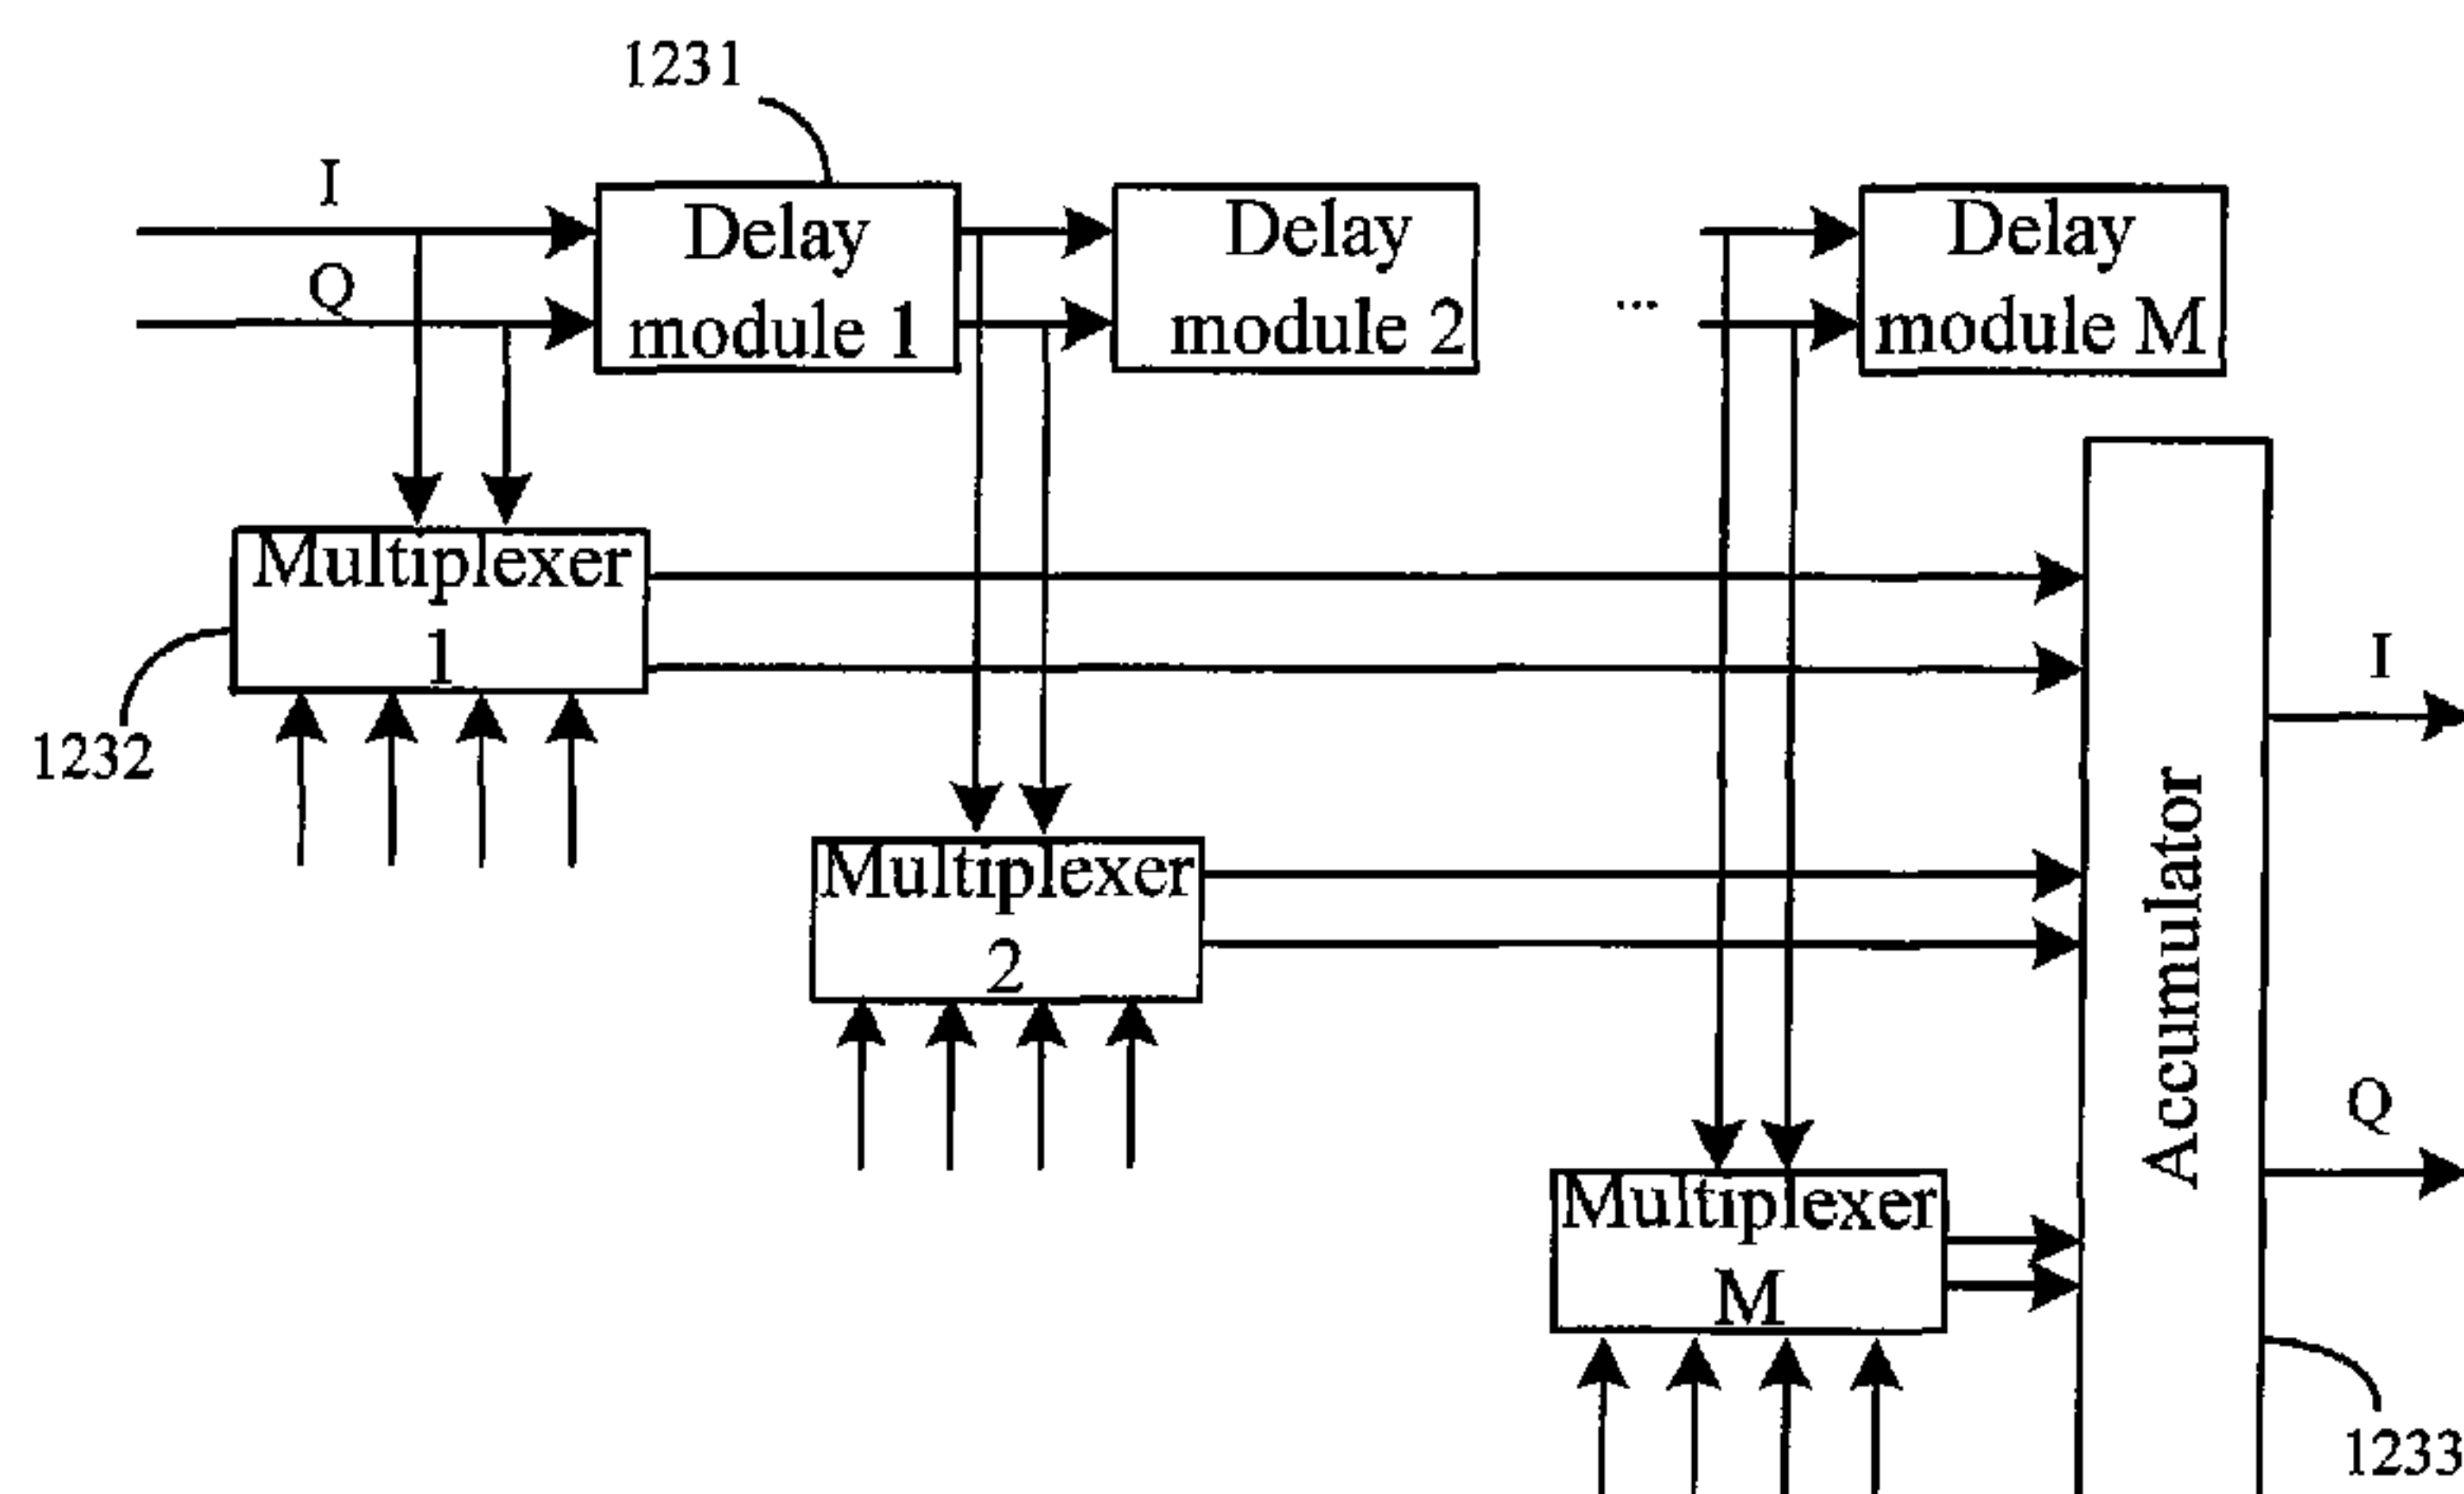 1231
I
Q
Delay
module 1
Delay
module 2
...
Delay
module M
Multiplexer
1
1232
Multiplexer
2
Multiplexer
M
Accumulator
I
Q
1233